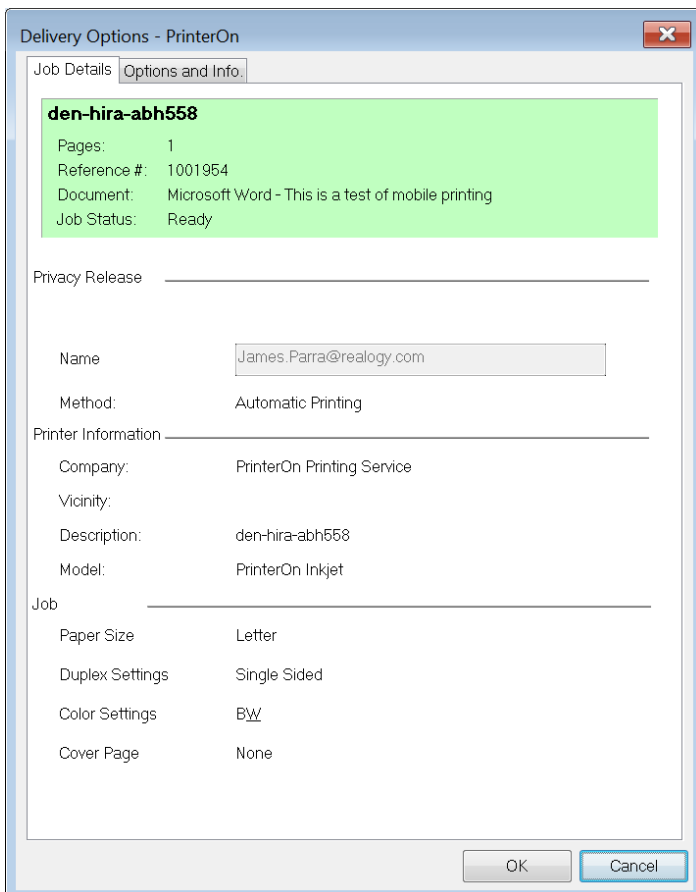 Delivery Options - PrinterOn
Job Details Options and Info.
den-hira-abh558
Pages: 1
Reference #: 1001954
Document: Microsoft Word - This is a test of mobile printing
Job Status: Ready
Privacy Release
Name James.Parra@realogy.com
Method: Automatic Printing
Printer Information
Company: PrinterOn Printing Service
Vicinity:
Description: den-hira-abh558
Model: PrinterOn Inkjet
Job
Paper Size Letter
Duplex Settings Single Sided
Color Settings BW
Cover Page None
OK Cancel